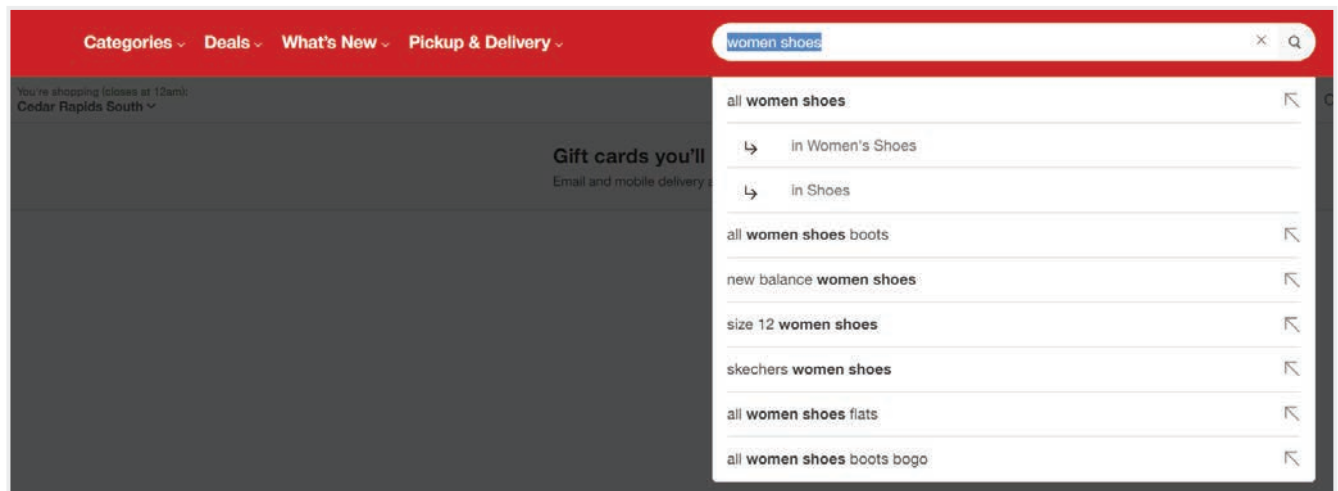 Categories Deals What's New Pickup & Delivery women shoes
You're shopping (closes at 12am):
Cedar Rapids South
Gift cards you'll
Email and mobile delivery
all women shoes
in Women's Shoes
in Shoes
all women shoes boots
new balance women shoes
size 12 women shoes
skechers women shoes
all women shoes flats
all women shoes boots bogo